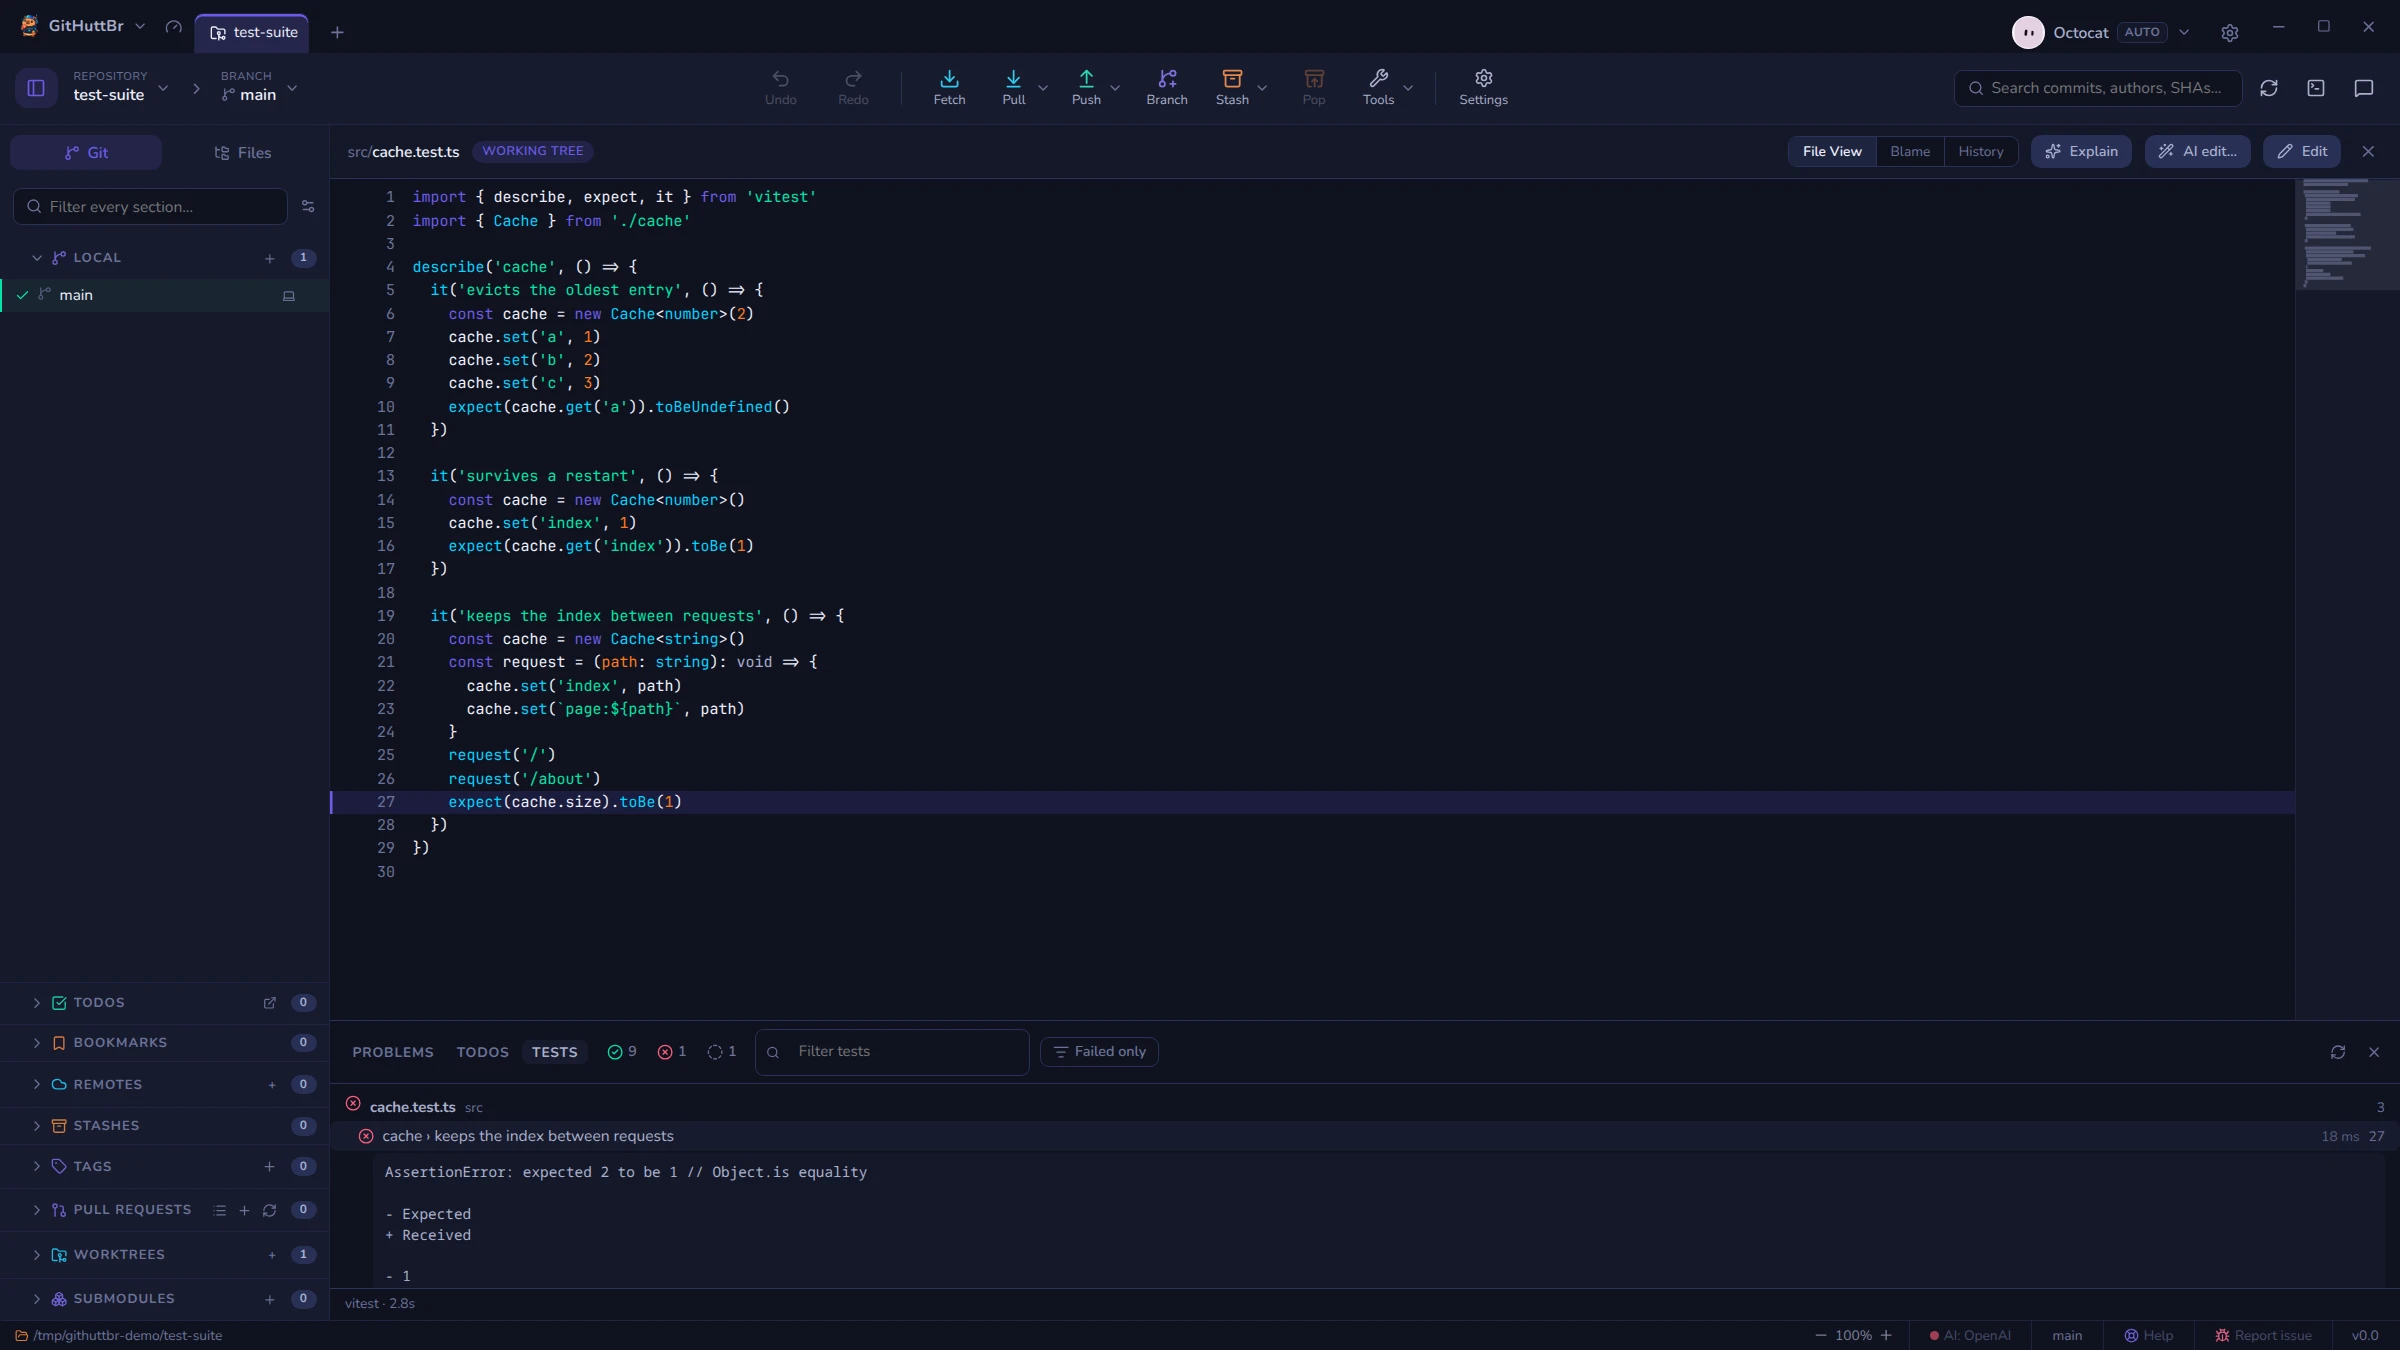 GitHuttBr
test-suite
Octocat AUTO
REPOSITORY
test-suite
BRANCH
main
Undo
Redo
Fetch
Pull
Push
Branch
Stash
Pop
Tools
Settings
Search commits, authors, SHAs...
Git
Files
src/cache.test.ts WORKING TREE
File View
Blame
History
Explain
AI edit...
Edit
Filter every section...
LOCAL 1
main
1 import { describe, expect, it } from 'vitest'
2 import { Cache } from './cache'
3
4 describe('cache', () => {
5 it('evicts the oldest entry', () => {
6 const cache = new Cache<number>(2)
7 cache.set('a', 1)
8 cache.set('b', 2)
9 cache.set('c', 3)
10 expect(cache.get('a')).toBeUndefined()
11 })
12
13 it('survives a restart', () => {
14 const cache = new Cache<number>()
15 cache.set('index', 1)
16 expect(cache.get('index')).toBe(1)
17 })
18
19 it('keeps the index between requests', () => {
20 const cache = new Cache<string>()
21 const request = (path: string): void => {
22 cache.set('index', path)
23 cache.set(`page:${path}`, path)
24 }
25 request('/')
26 request('/about')
27 expect(cache.size).toBe(1)
28 })
29 })
30
TODOS 0
BOOKMARKS 0
REMOTES 0
STASHES 0
TAGS 0
PULL REQUESTS 0
WORKTREES 1
SUBMODULES 0
PROBLEMS
TODOS
TESTS
9
1
1
Filter tests
Failed only
cache.test.ts src 3
cache › keeps the index between requests 18 ms 27
AssertionError: expected 2 to be 1 // Object.is equality
- Expected
+ Received
- 1
vitest · 2.8s
/tmp/githuttbr-demo/test-suite
100%
AI: OpenAI
main
Help
Report issue
v0.0